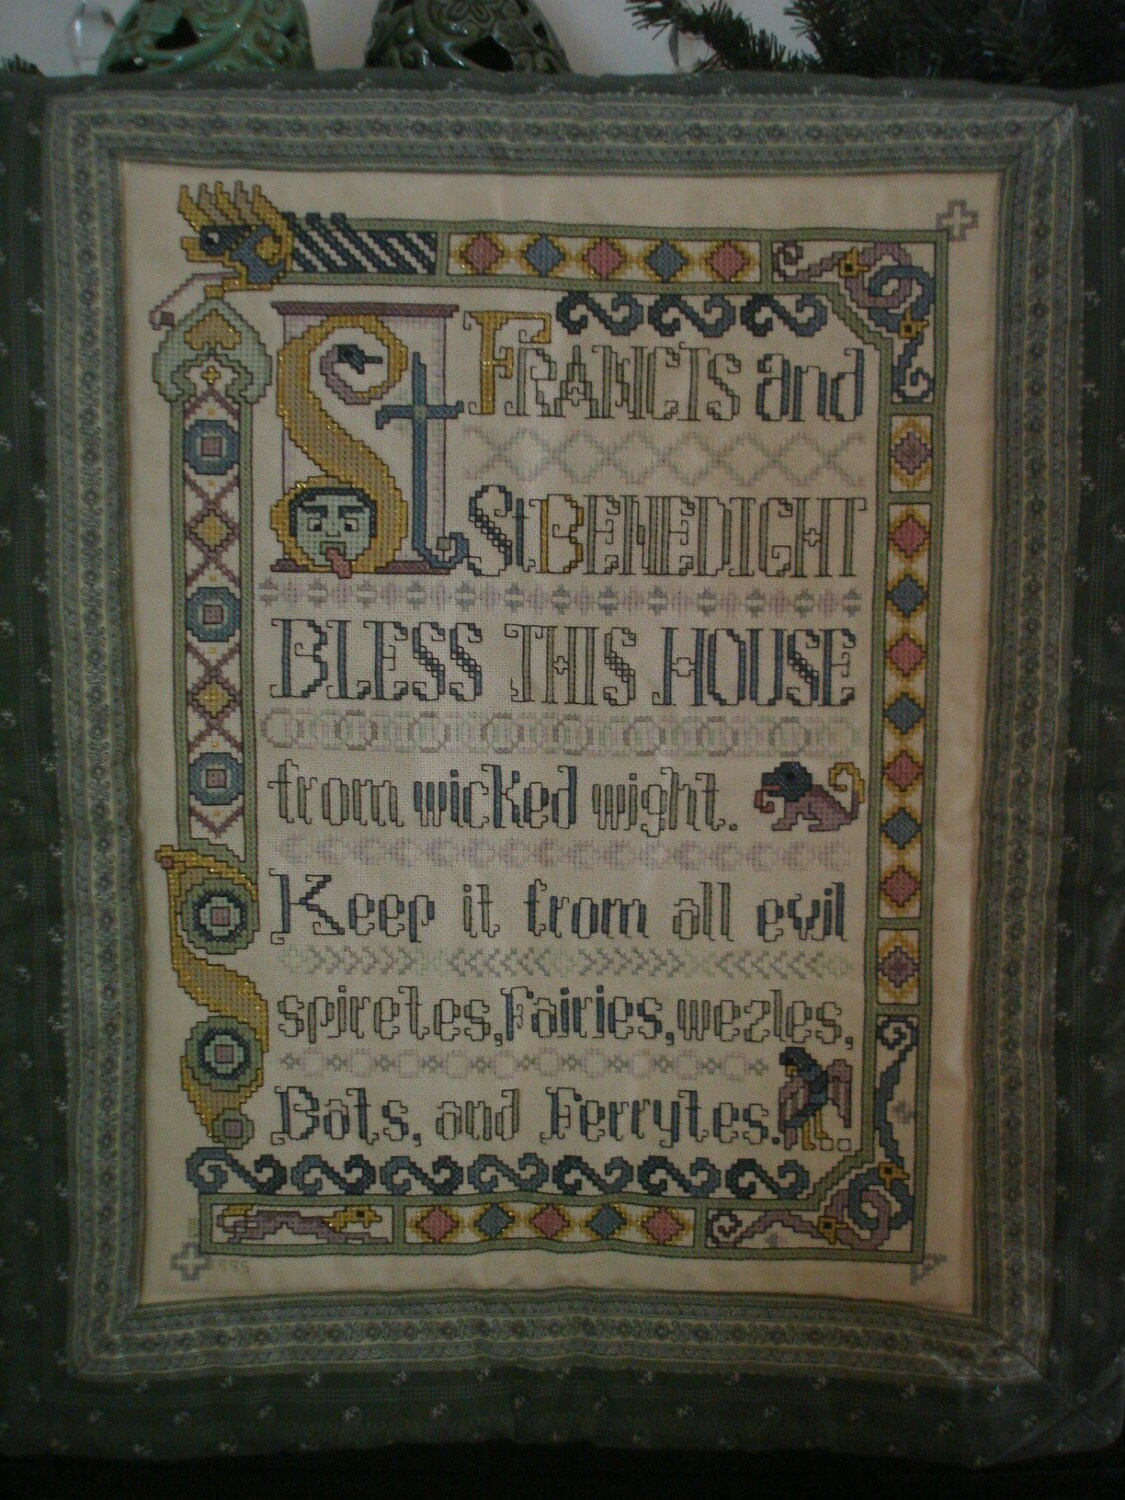 St FRANCIS and
St BENEDIGHT
BLESS THIS HOUSE
from wicked wight.
Keep it from all evil
spiretes, Fairies, wezles,
Bats, and Ferrytes.
1995